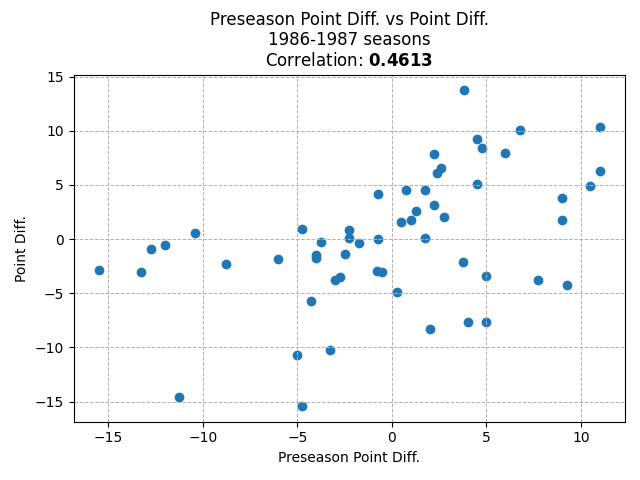 Preseason Point Diff. vs Point Diff.
1986-1987 seasons
Correlation: 0.4613
15
10
5
0
−5
−10
−15
Point Diff.
−15
−10
−5
0
5
10
Preseason Point Diff.